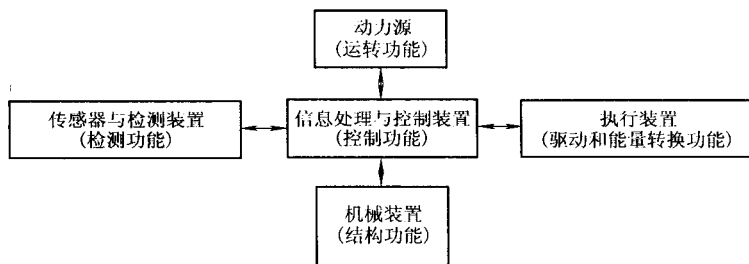 动力源
(运转功能)
传感器与检测装置
(检测功能)
信息处理与控制装置
(控制功能)
执行装置
(驱动和能量转换功能)
机械装置
(结构功能)